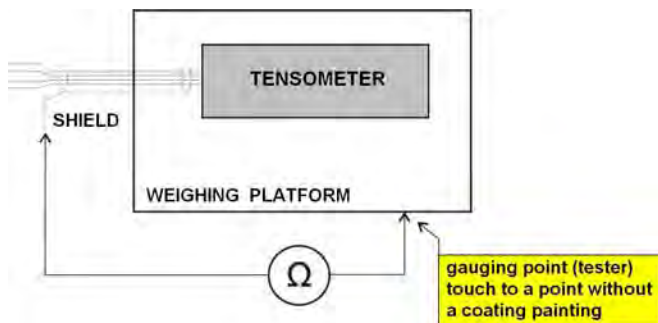 TENSOMETER
SHIELD
WEIGHING PLATFORM
Ω
gauging point (tester)
touch to a point without
a coating painting